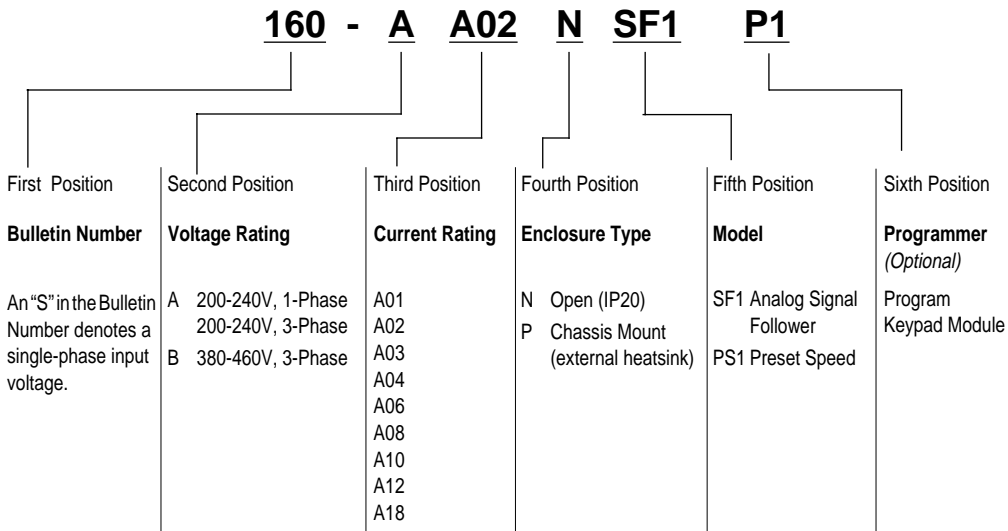 160 - A A02 N SF1 P1
First Position
Bulletin Number
An "S" in the Bulletin
Number denotes a
single-phase input
voltage.
Second Position
Voltage Rating
A 200-240V, 1-Phase
200-240V, 3-Phase
B 380-460V, 3-Phase
Third Position
Current Rating
A01
A02
A03
A04
A06
A08
A10
A12
A18
Fourth Position
Enclosure Type
N Open (IP20)
P Chassis Mount
(external heatsink)
Fifth Position
Model
SF1 Analog Signal
Follower
PS1 Preset Speed
Sixth Position
Programmer
(Optional)
Program
Keypad Module